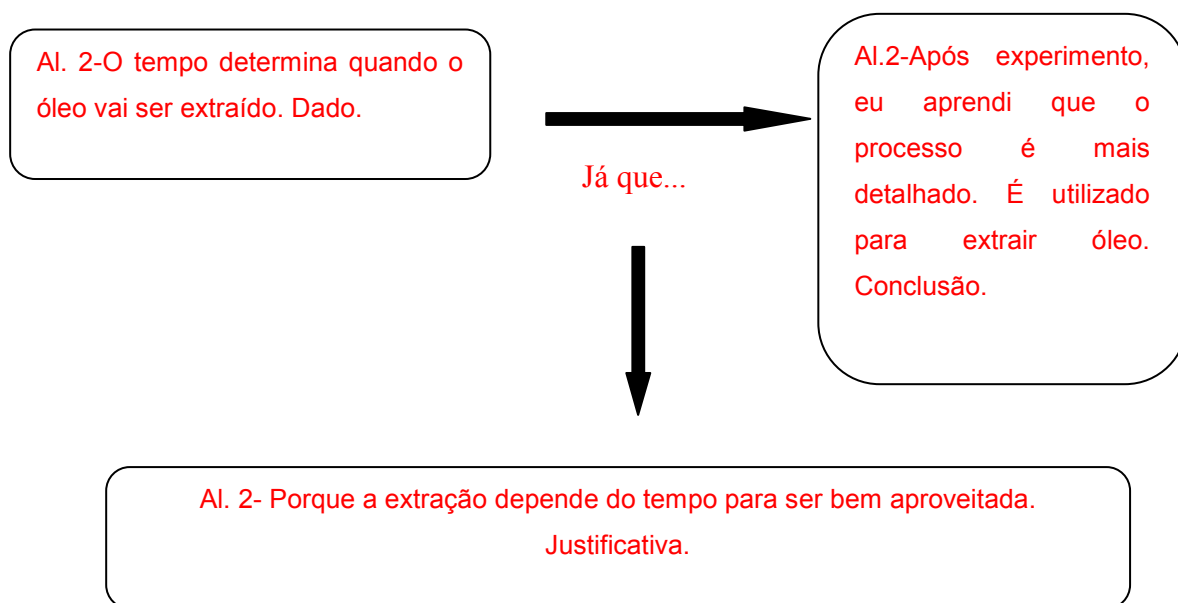 Al. 2-O tempo determina quando o
óleo vai ser extraído. Dado.
Já que...
Al.2-Após experimento,
eu aprendi que o
processo é mais
detalhado. É utilizado
para extrair óleo.
Conclusão.
Al. 2- Porque a extração depende do tempo para ser bem aproveitada.
Justificativa.